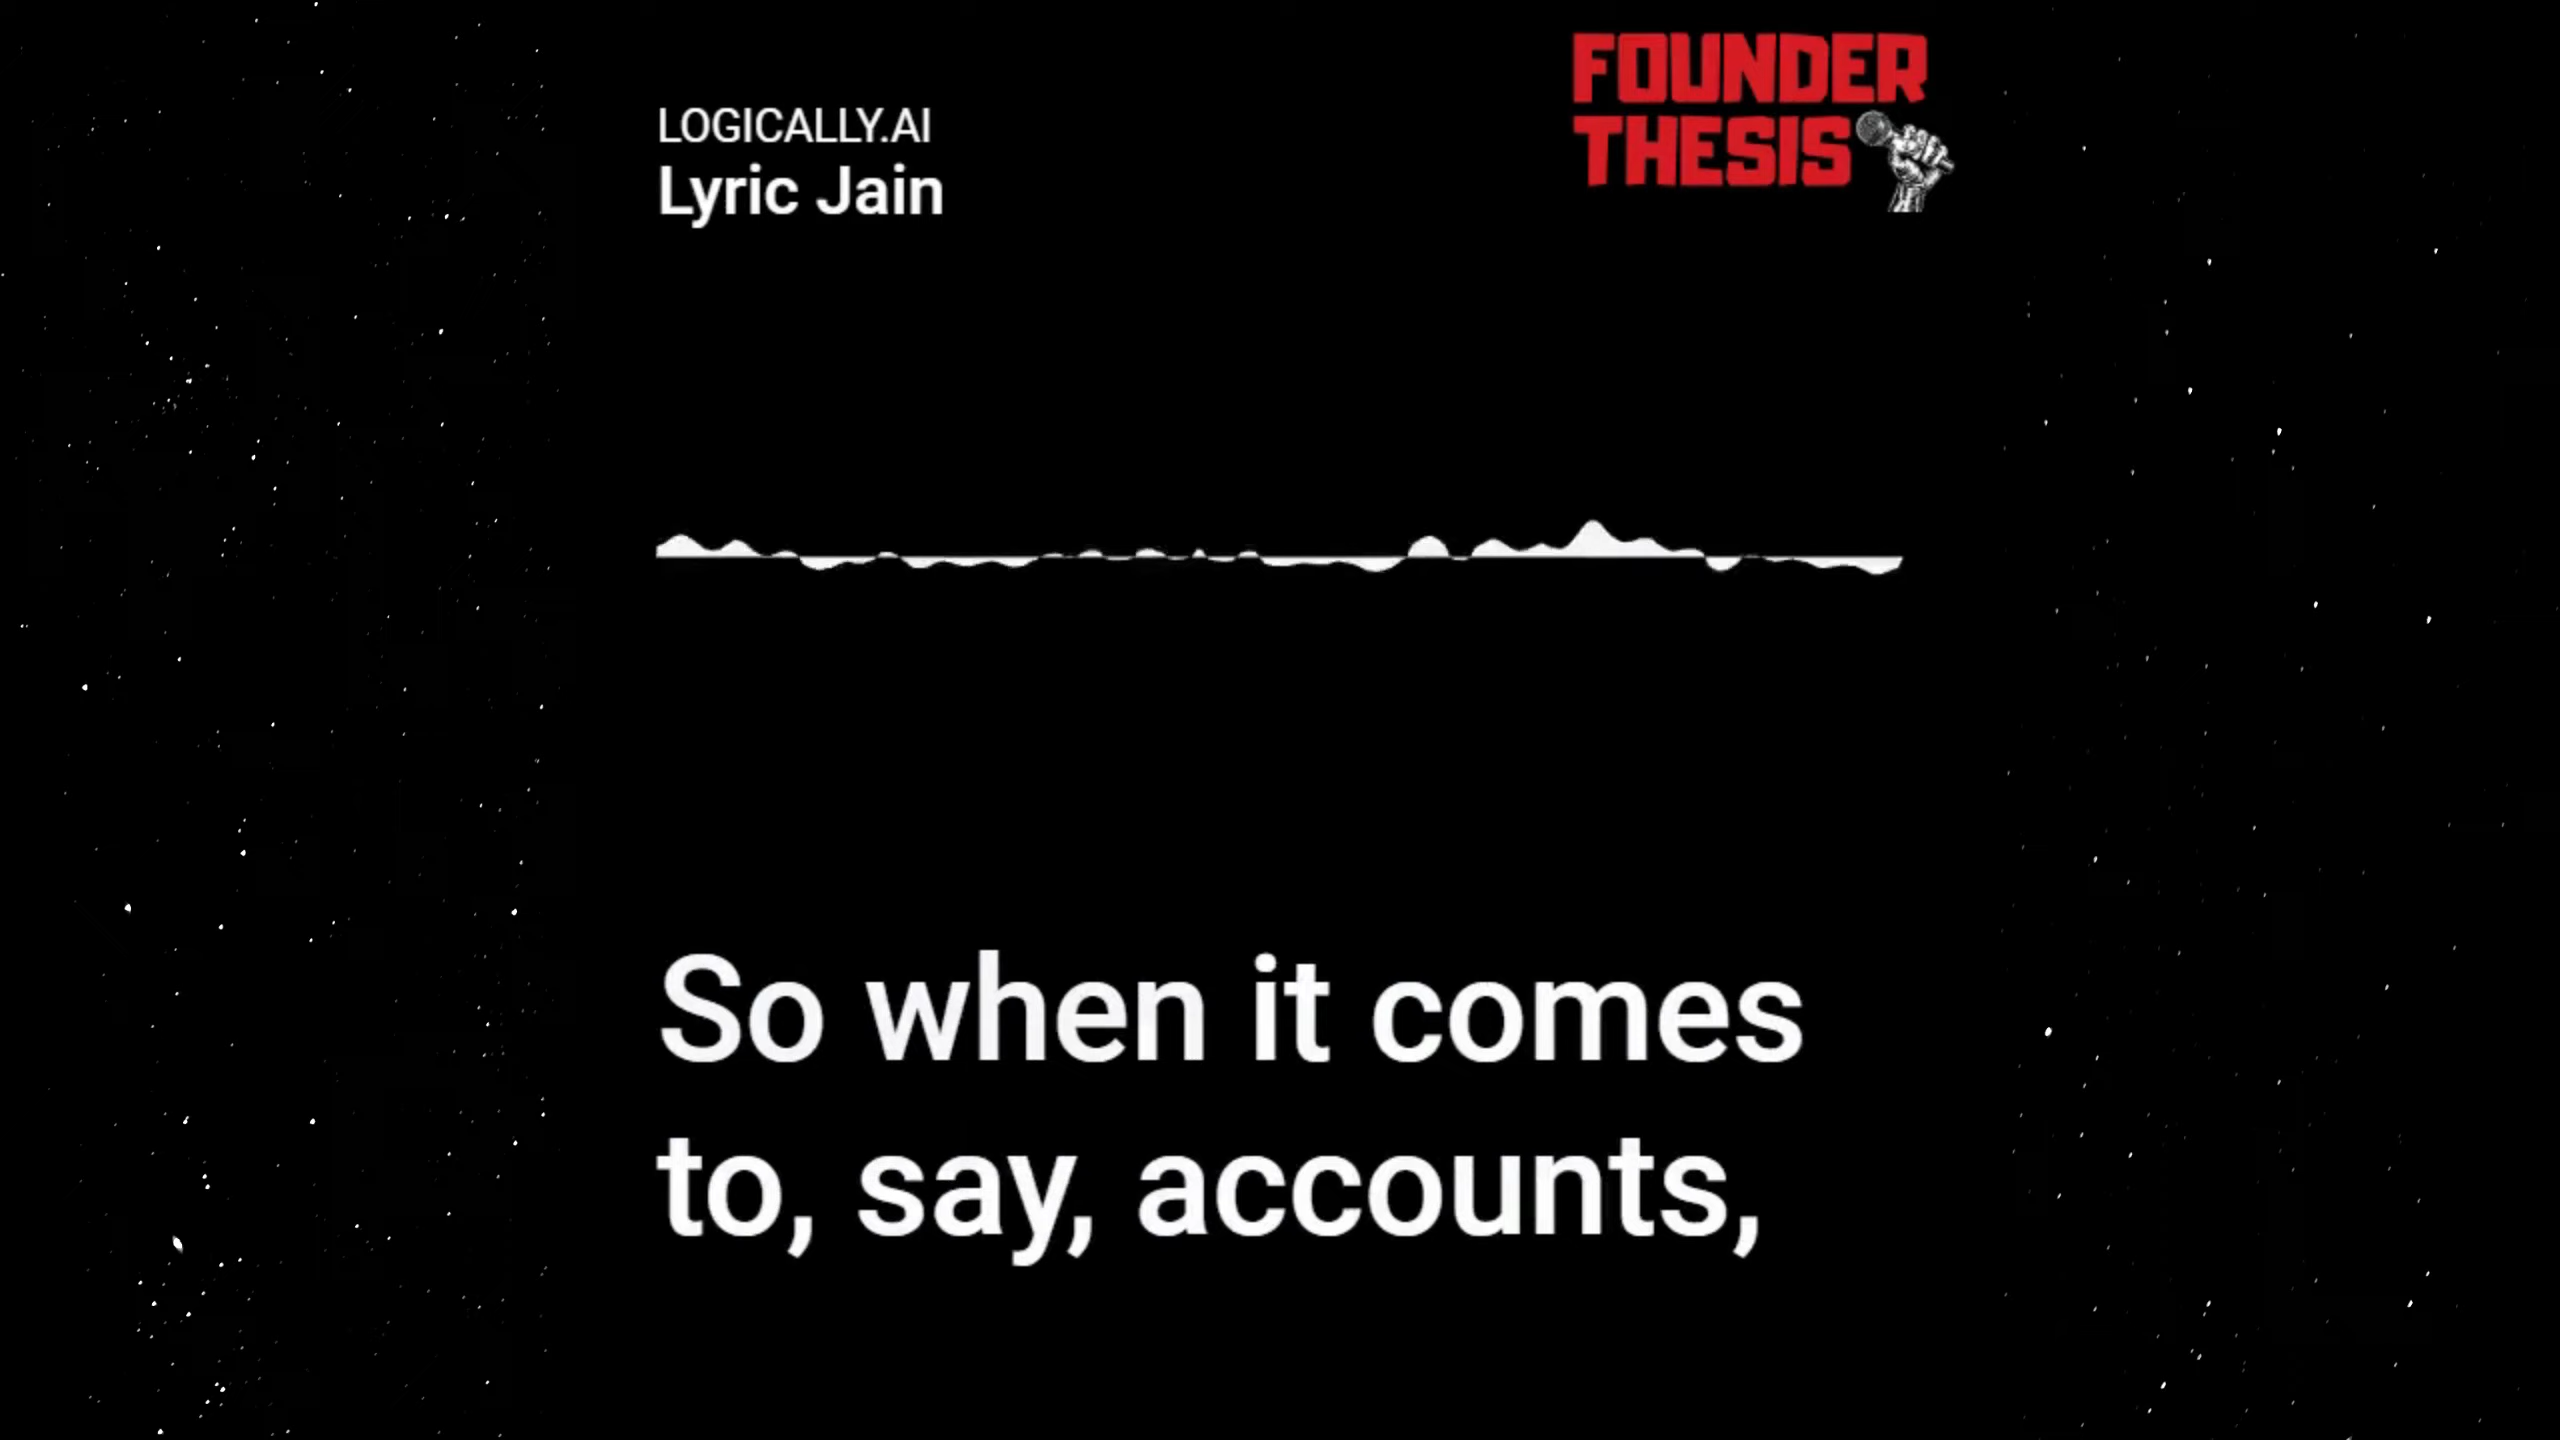 LOGICALLY.AI
Lyric Jain
FOUNDER
THESIS
So when it comes
to, say, accounts,